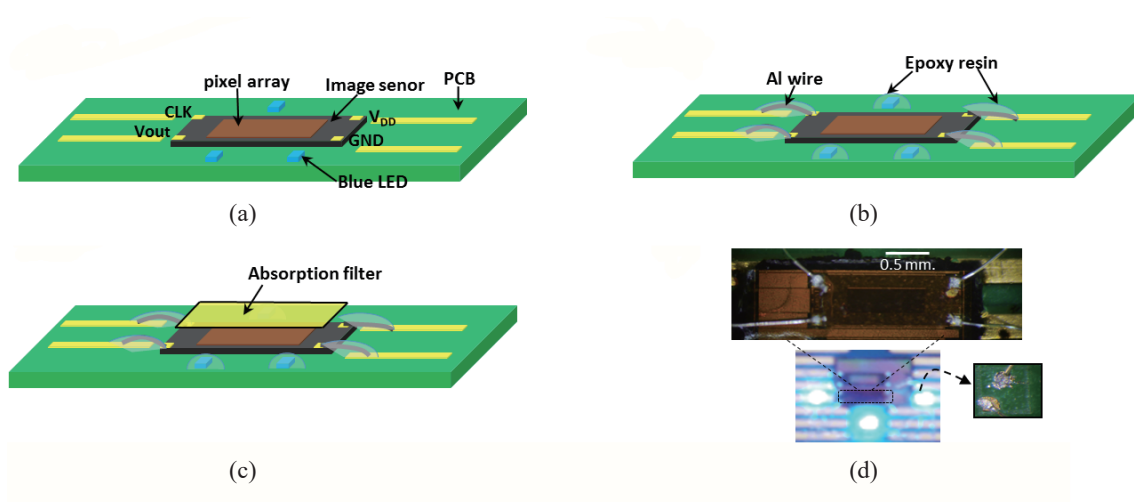 pixel array
Image senor
PCB
CLK
V_DD
Vout
GND
Blue LED
(a)
Al wire
Epoxy resin
(b)
Absorption filter
(c)
0.5 mm.
(d)